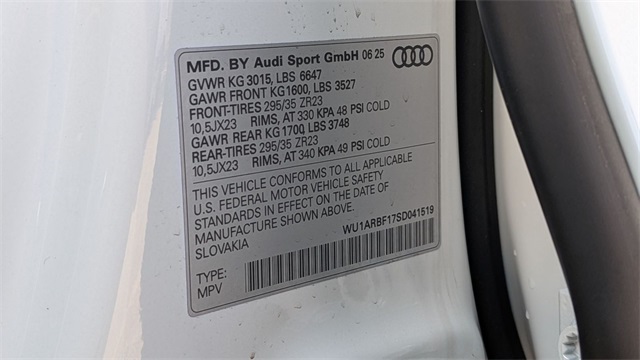 MFD. BY Audi Sport GmbH 06 25
GVWR KG 3015, LBS 6647
GAWR FRONT KG1600, LBS 3527
FRONT-TIRES 295/35 ZR23
10,5JX23 RIMS, AT 330 KPA 48 PSI COLD
GAWR REAR KG 1700, LBS 3748
REAR-TIRES 295/35 ZR23
10,5JX23 RIMS, AT 340 KPA 49 PSI COLD
THIS VEHICLE CONFORMS TO ALL APPLICABLE
U.S. FEDERAL MOTOR VEHICLE SAFETY
STANDARDS IN EFFECT ON THE DATE OF
MANUFACTURE SHOWN ABOVE.
SLOVAKIA
WU1ARBF17SD041519
TYPE:
MPV